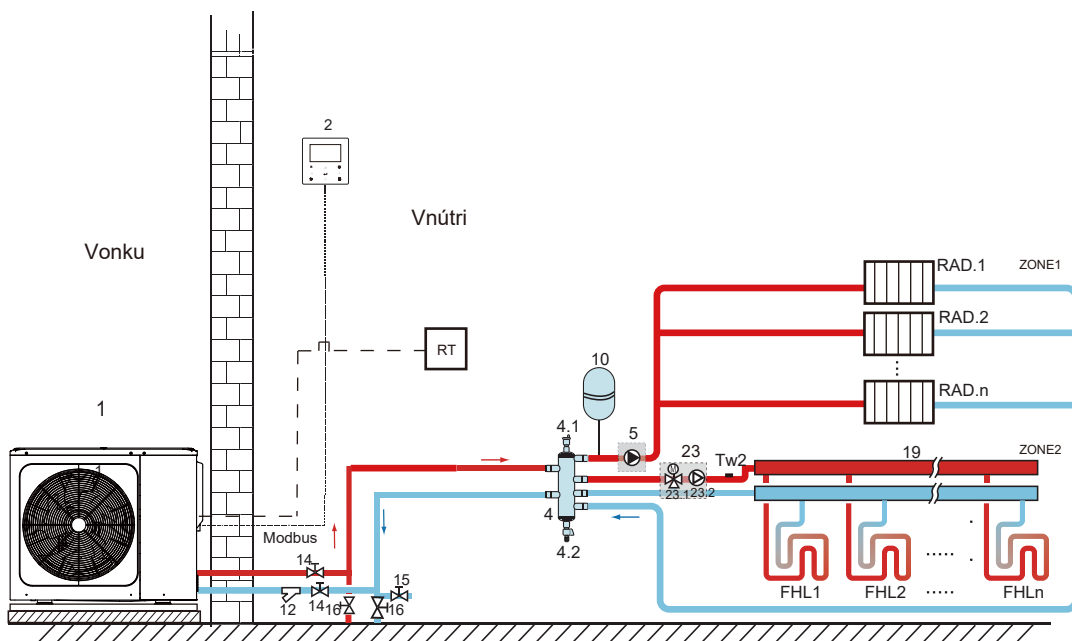 2
Vnútri
Vonku
RAD.1
ZONE1
RAD.2
RT
10
RAD.n
1
4.1
5
23
19
ZONE2
Tw2
M
1
4
23.1
23.2
Modbus
4.2
14
15
12
14
16
16
FHL1
FHL2
FHLn